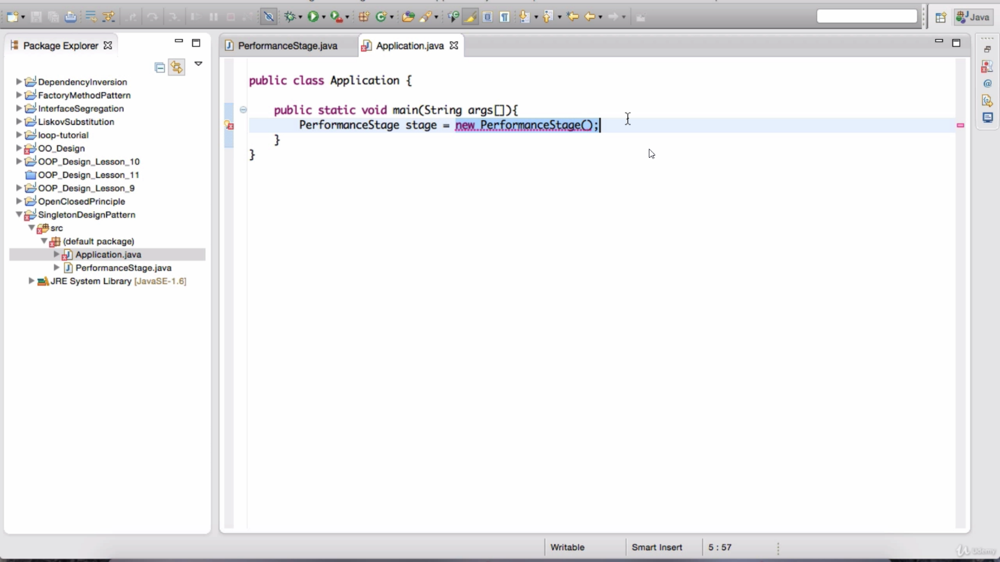 Java
Package Explorer
PerformanceStage.java
Application.java
DependencyInversion
FactoryMethodPattern
InterfaceSegregation
LiskovSubstitution
loop-tutorial
OO_Design
OOP_Design_Lesson_10
OOP_Design_Lesson_11
OOP_Design_Lesson_9
OpenClosedPrinciple
SingletonDesignPattern
src
(default package)
Application.java
PerformanceStage.java
JRE System Library [JavaSE-1.6]
public class Application {
public static void main(String args[]){
PerformanceStage stage = new PerformanceStage();
}
}
Writable
Smart Insert
5 : 57
Udemy